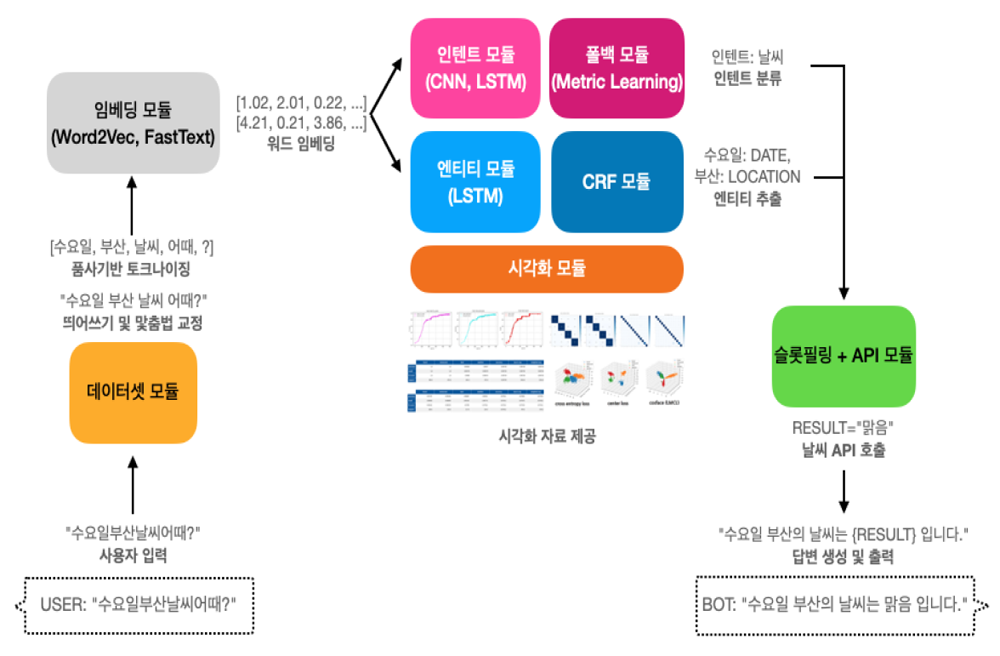 임베딩 모듈
(Word2Vec, FastText)
[1.02, 2.01, 0.22, ...]
[4.21, 0.21, 3.86, ...]
워드 임베딩
인텐트 모듈
(CNN, LSTM)
폴백 모듈
(Metric Learning)
인텐트: 날씨
인텐트 분류
엔티티 모듈
(LSTM)
CRF 모듈
수요일: DATE,
부산: LOCATION
엔티티 추출
[수요일, 부산, 날씨, 어때, ?]
품사기반 토크나이징
"수요일 부산 날씨 어때?"
띄어쓰기 및 맞춤법 교정
시각화 모듈
데이터셋 모듈
cross entropy loss
center loss
시각화 자료 제공
슬롯필링 + API 모듈
RESULT="맑음"
날씨 API 호출
"수요일부산날씨어때?"
사용자 입력
"수요일 부산의 날씨는 {RESULT} 입니다."
답변 생성 및 출력
USER: "수요일부산날씨어때?"
BOT: "수요일 부산의 날씨는 맑음 입니다."